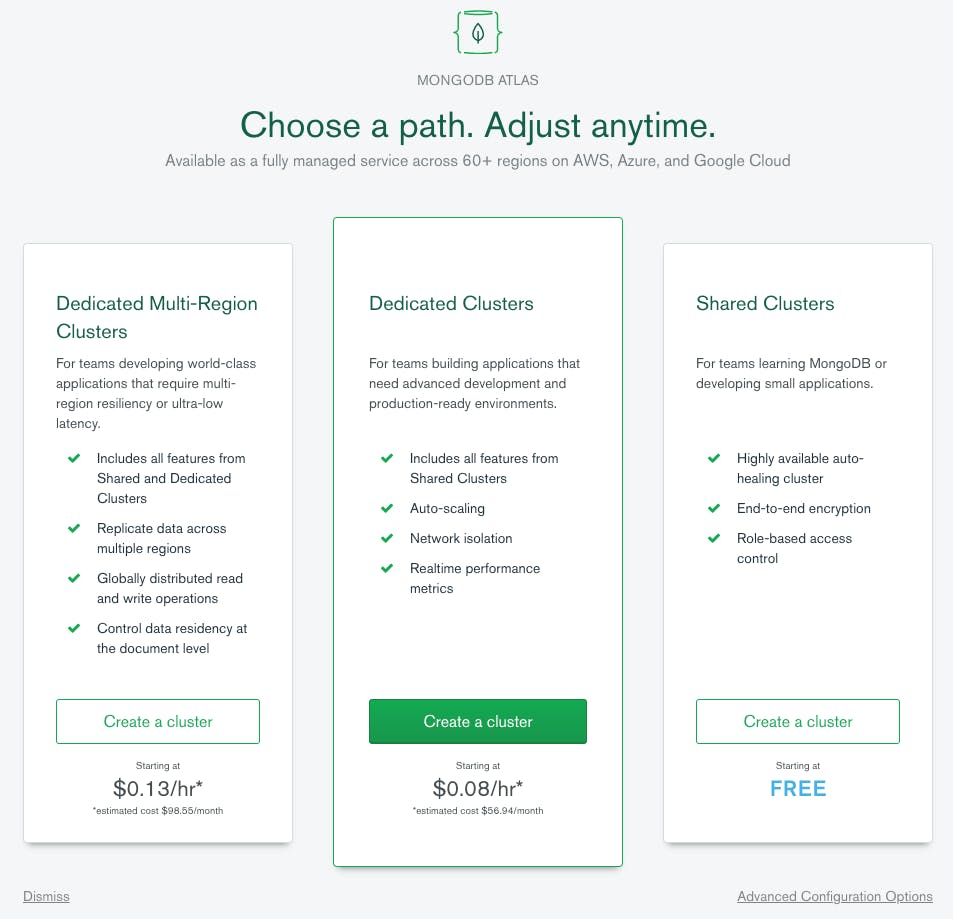 MONGODB ATLAS
Choose a path. Adjust anytime.
Available as a fully managed service across 60+ regions on AWS, Azure, and Google Cloud
Dedicated Multi-Region
Clusters
For teams developing world-class
applications that require multi-
region resiliency or ultra-low
latency.
Includes all features from
Shared and Dedicated
Clusters
Replicate data across
multiple regions
Globally distributed read
and write operations
Control data residency at
the document level
Create a cluster
Starting at
$0.13/hr*
*estimated cost $98.55/month
Dedicated Clusters
For teams building applications that
need advanced development and
production-ready environments.
Includes all features from
Shared Clusters
Auto-scaling
Network isolation
Realtime performance
metrics
Create a cluster
Starting at
$0.08/hr*
*estimated cost $56.94/month
Shared Clusters
For teams learning MongoDB or
developing small applications.
Highly available auto-
healing cluster
End-to-end encryption
Role-based access
control
Create a cluster
Starting at
FREE
Dismiss
Advanced Configuration Options